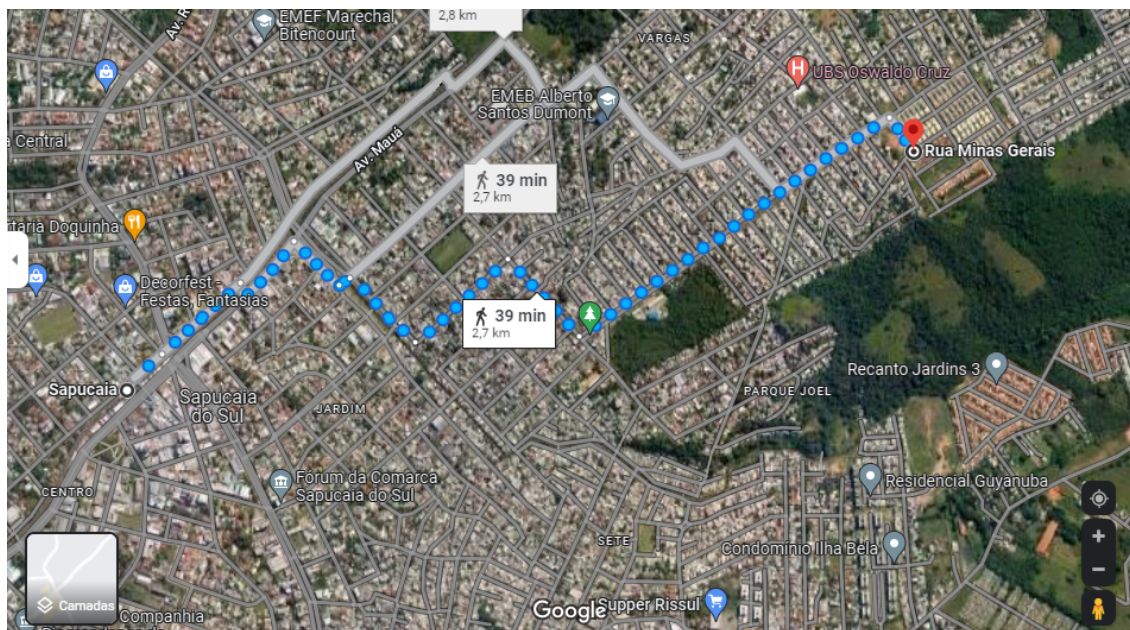 2,8 km
EMEF Marechal
Bitencourt
Av. R
VARGAS
UBS Oswaldo Cruz
EMEB Alberto
Santos Dumont
a Central
Av. Mauá
Rua Minas Gerais
39 min
2,7 km
rtaria Doquinha
Decorfest -
Festas, Fantasias
39 min
2,7 km
Recanto Jardins 3
Sapucaia
Sapucaia
do Sul
JARDIM
PARQUE JOEL
Fórum da Comarca
Sapucaia do Sul
CENTRO
Residencial Guyanuba
SETE
Condomínio Ilha Bela
Camadas
Companhia
Google
Supper Rissul